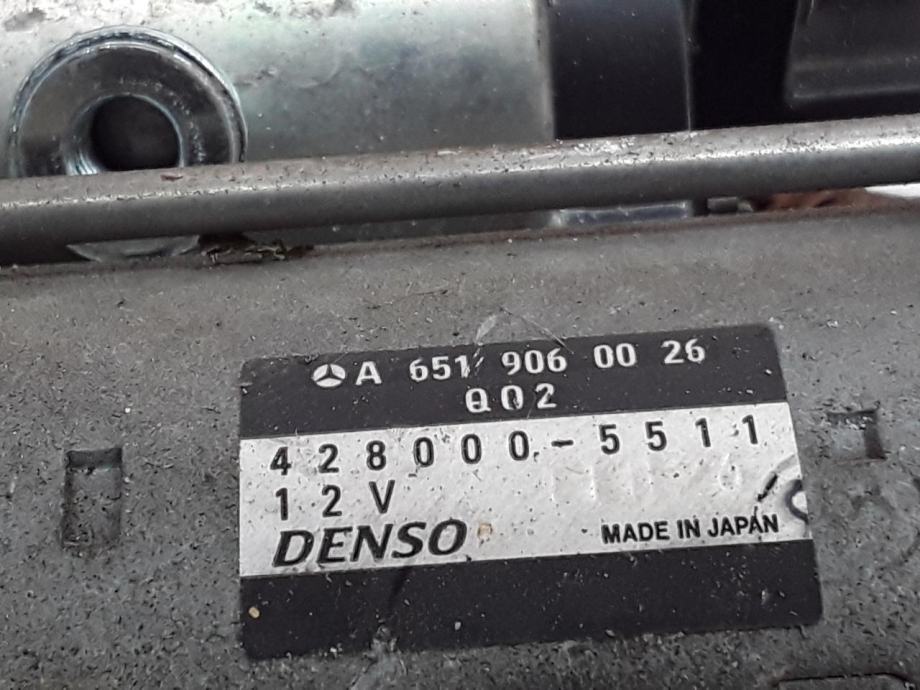 A 651 906 00 26
Q02
428000-5511
12V
DENSO
MADE IN JAPAN